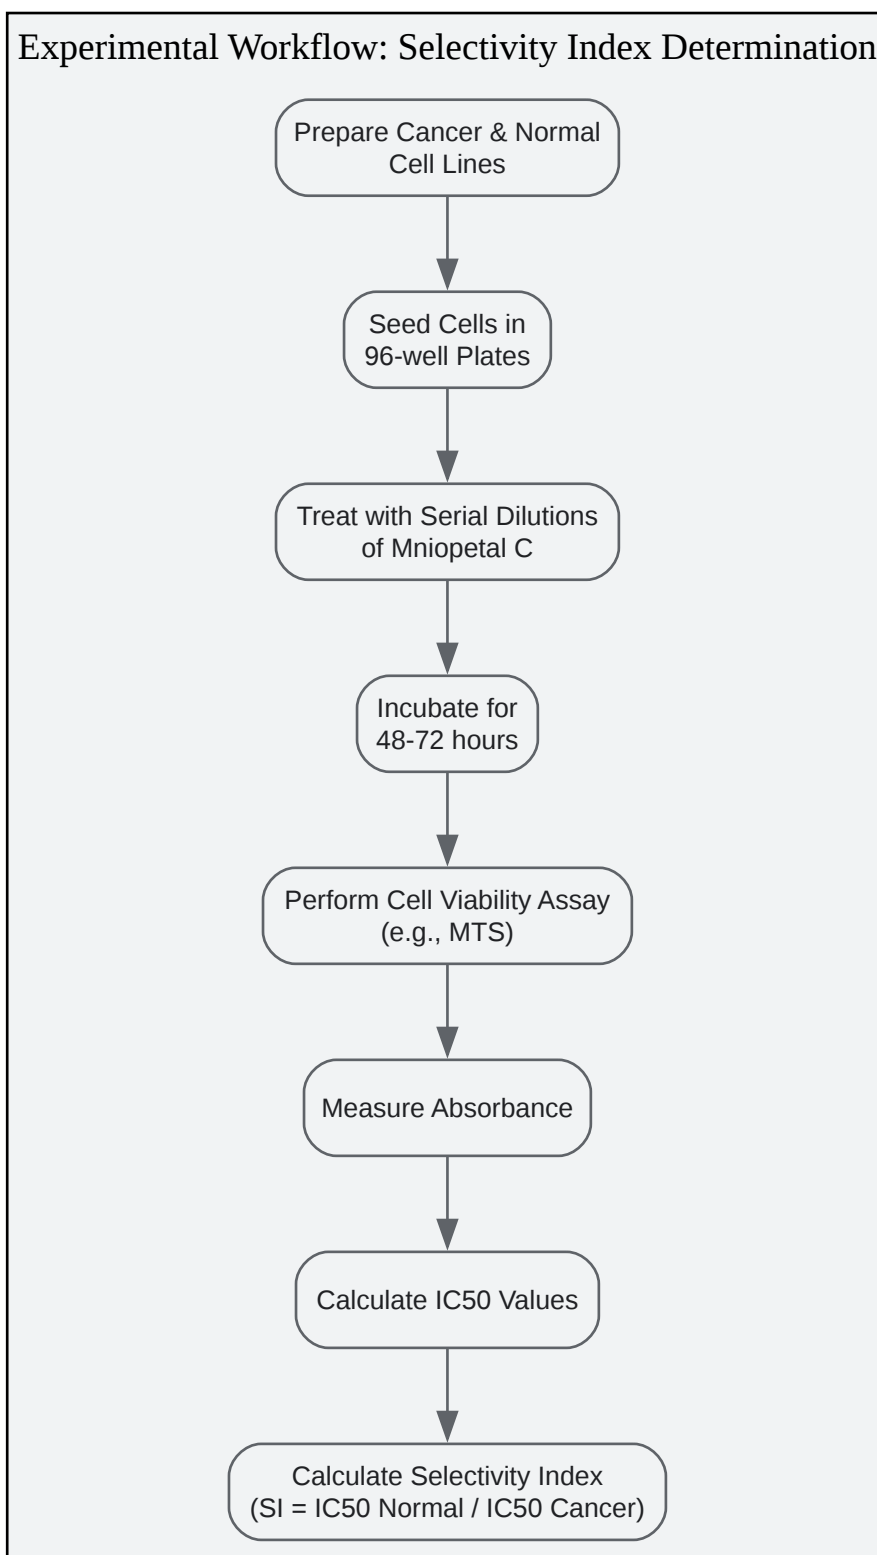 Experimental Workflow: Selectivity Index Determination
Prepare Cancer & Normal
Cell Lines
Seed Cells in
96-well Plates
Treat with Serial Dilutions
of Mniopetal C
Incubate for
48-72 hours
Perform Cell Viability Assay
(e.g., MTS)
Measure Absorbance
Calculate IC50 Values
Calculate Selectivity Index
(SI = IC50 Normal / IC50 Cancer)